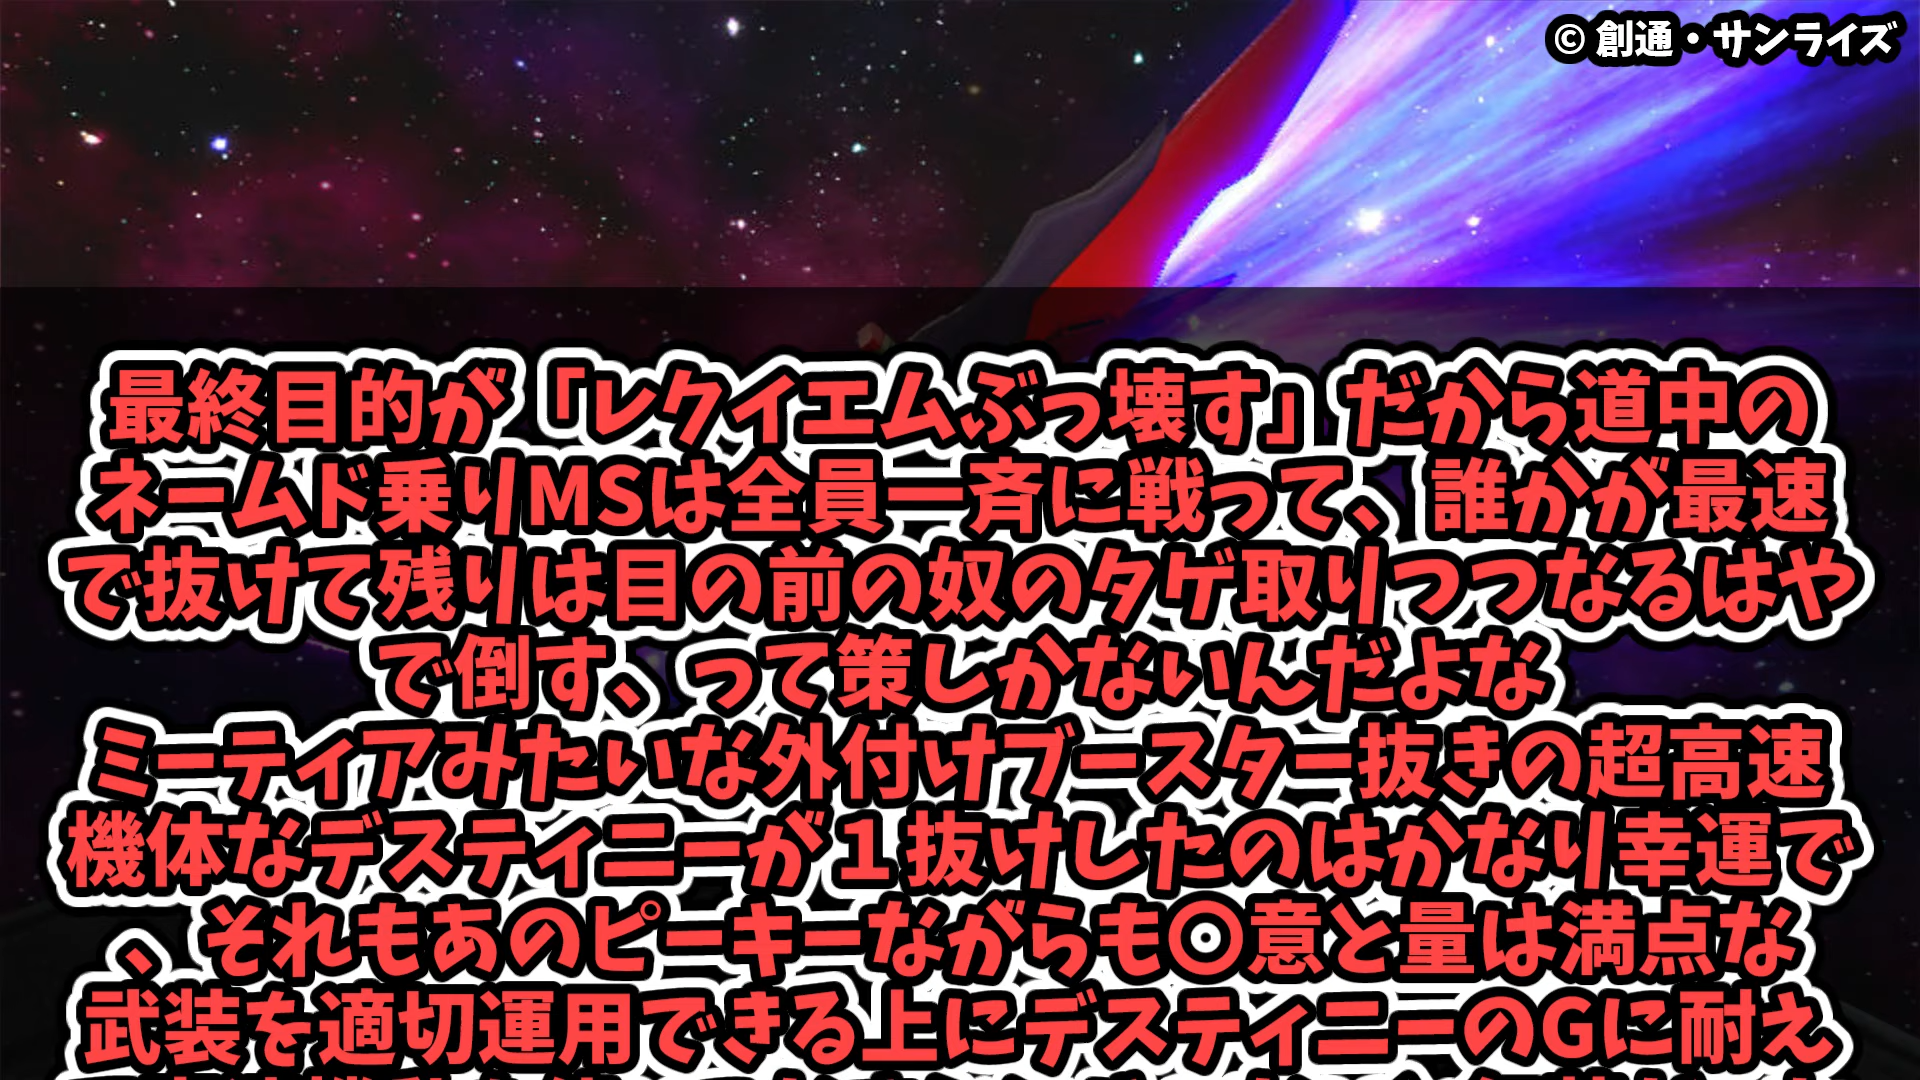 © 創通・サンライズ
最終目的が「レクイエムぶっ壊す」だから道中の
ネームド乗りMSは全員一斉に戦って、誰かが最速
で抜けて残りは目の前の奴のタゲ取りつつなるはや
で倒す、って策しかないんだよな
ミーティアみたいな外付けブースター抜きの超高速
機体なデスティニーが１抜けしたのはかなり幸運で
、それもあのピーキーながらも〇意と量は満点な
武装を適切運用できる上にデスティニーのGに耐え